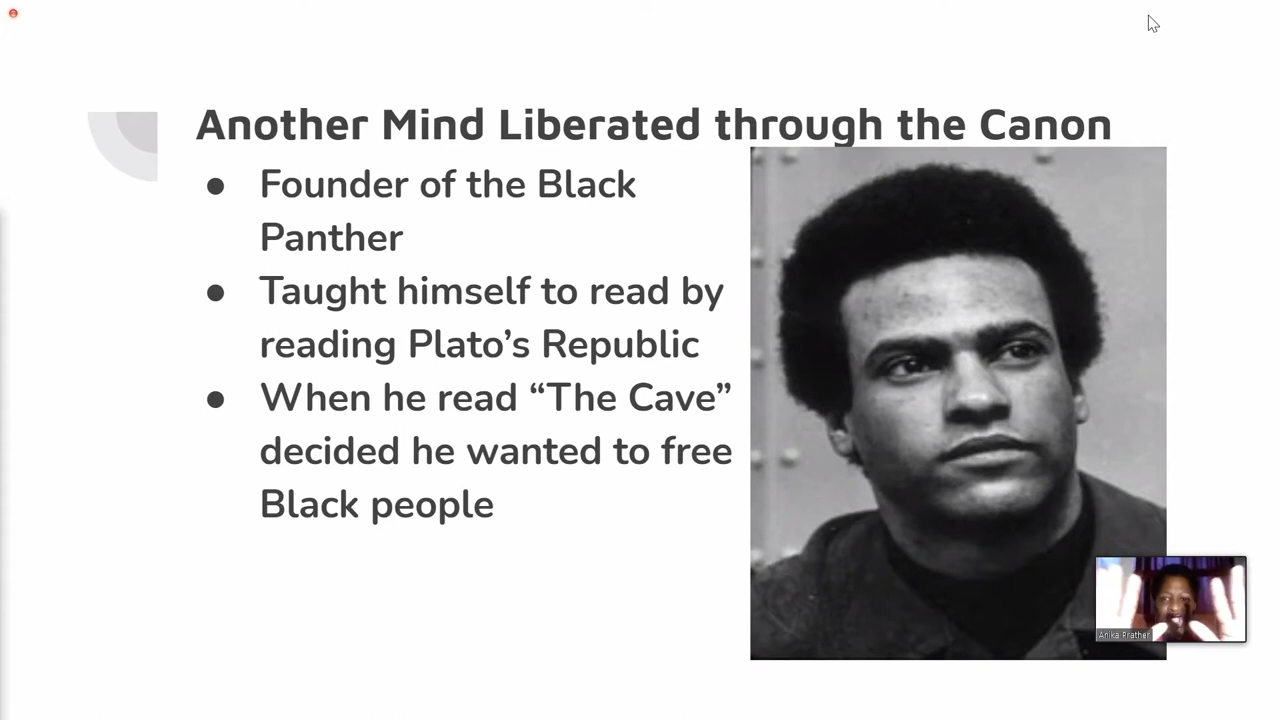 Another Mind Liberated through the Canon
● Founder of the Black
Panther
● Taught himself to read by
reading Plato’s Republic
● When he read “The Cave”
decided he wanted to free
Black people
Anika Prather